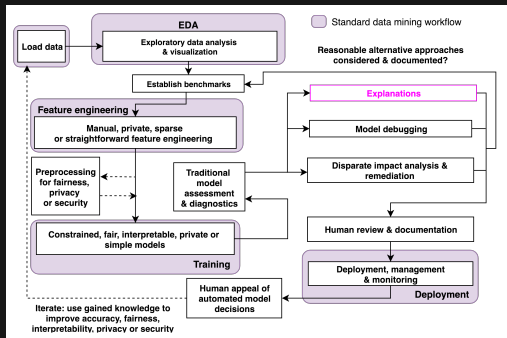 EDA
Standard data mining workflow
Load data
Exploratory data analysis
& visualization
Reasonable alternative approaches
considered & documented?
Establish benchmarks
Explanations
Feature engineering
Manual, private, sparse
or straightforward feature engineering
Model debugging
Preprocessing
for fairness,
privacy
or security
Traditional
model
assessment
& diagnostics
Disparate impact analysis &
remediation
Constrained, fair, interpretable, private or
simple models
Training
Human review & documentation
Deployment, management
& monitoring
Deployment
Human appeal of
automated model
decisions
Iterate: use gained knowledge to
improve accuracy, fairness,
interpretability, privacy or security